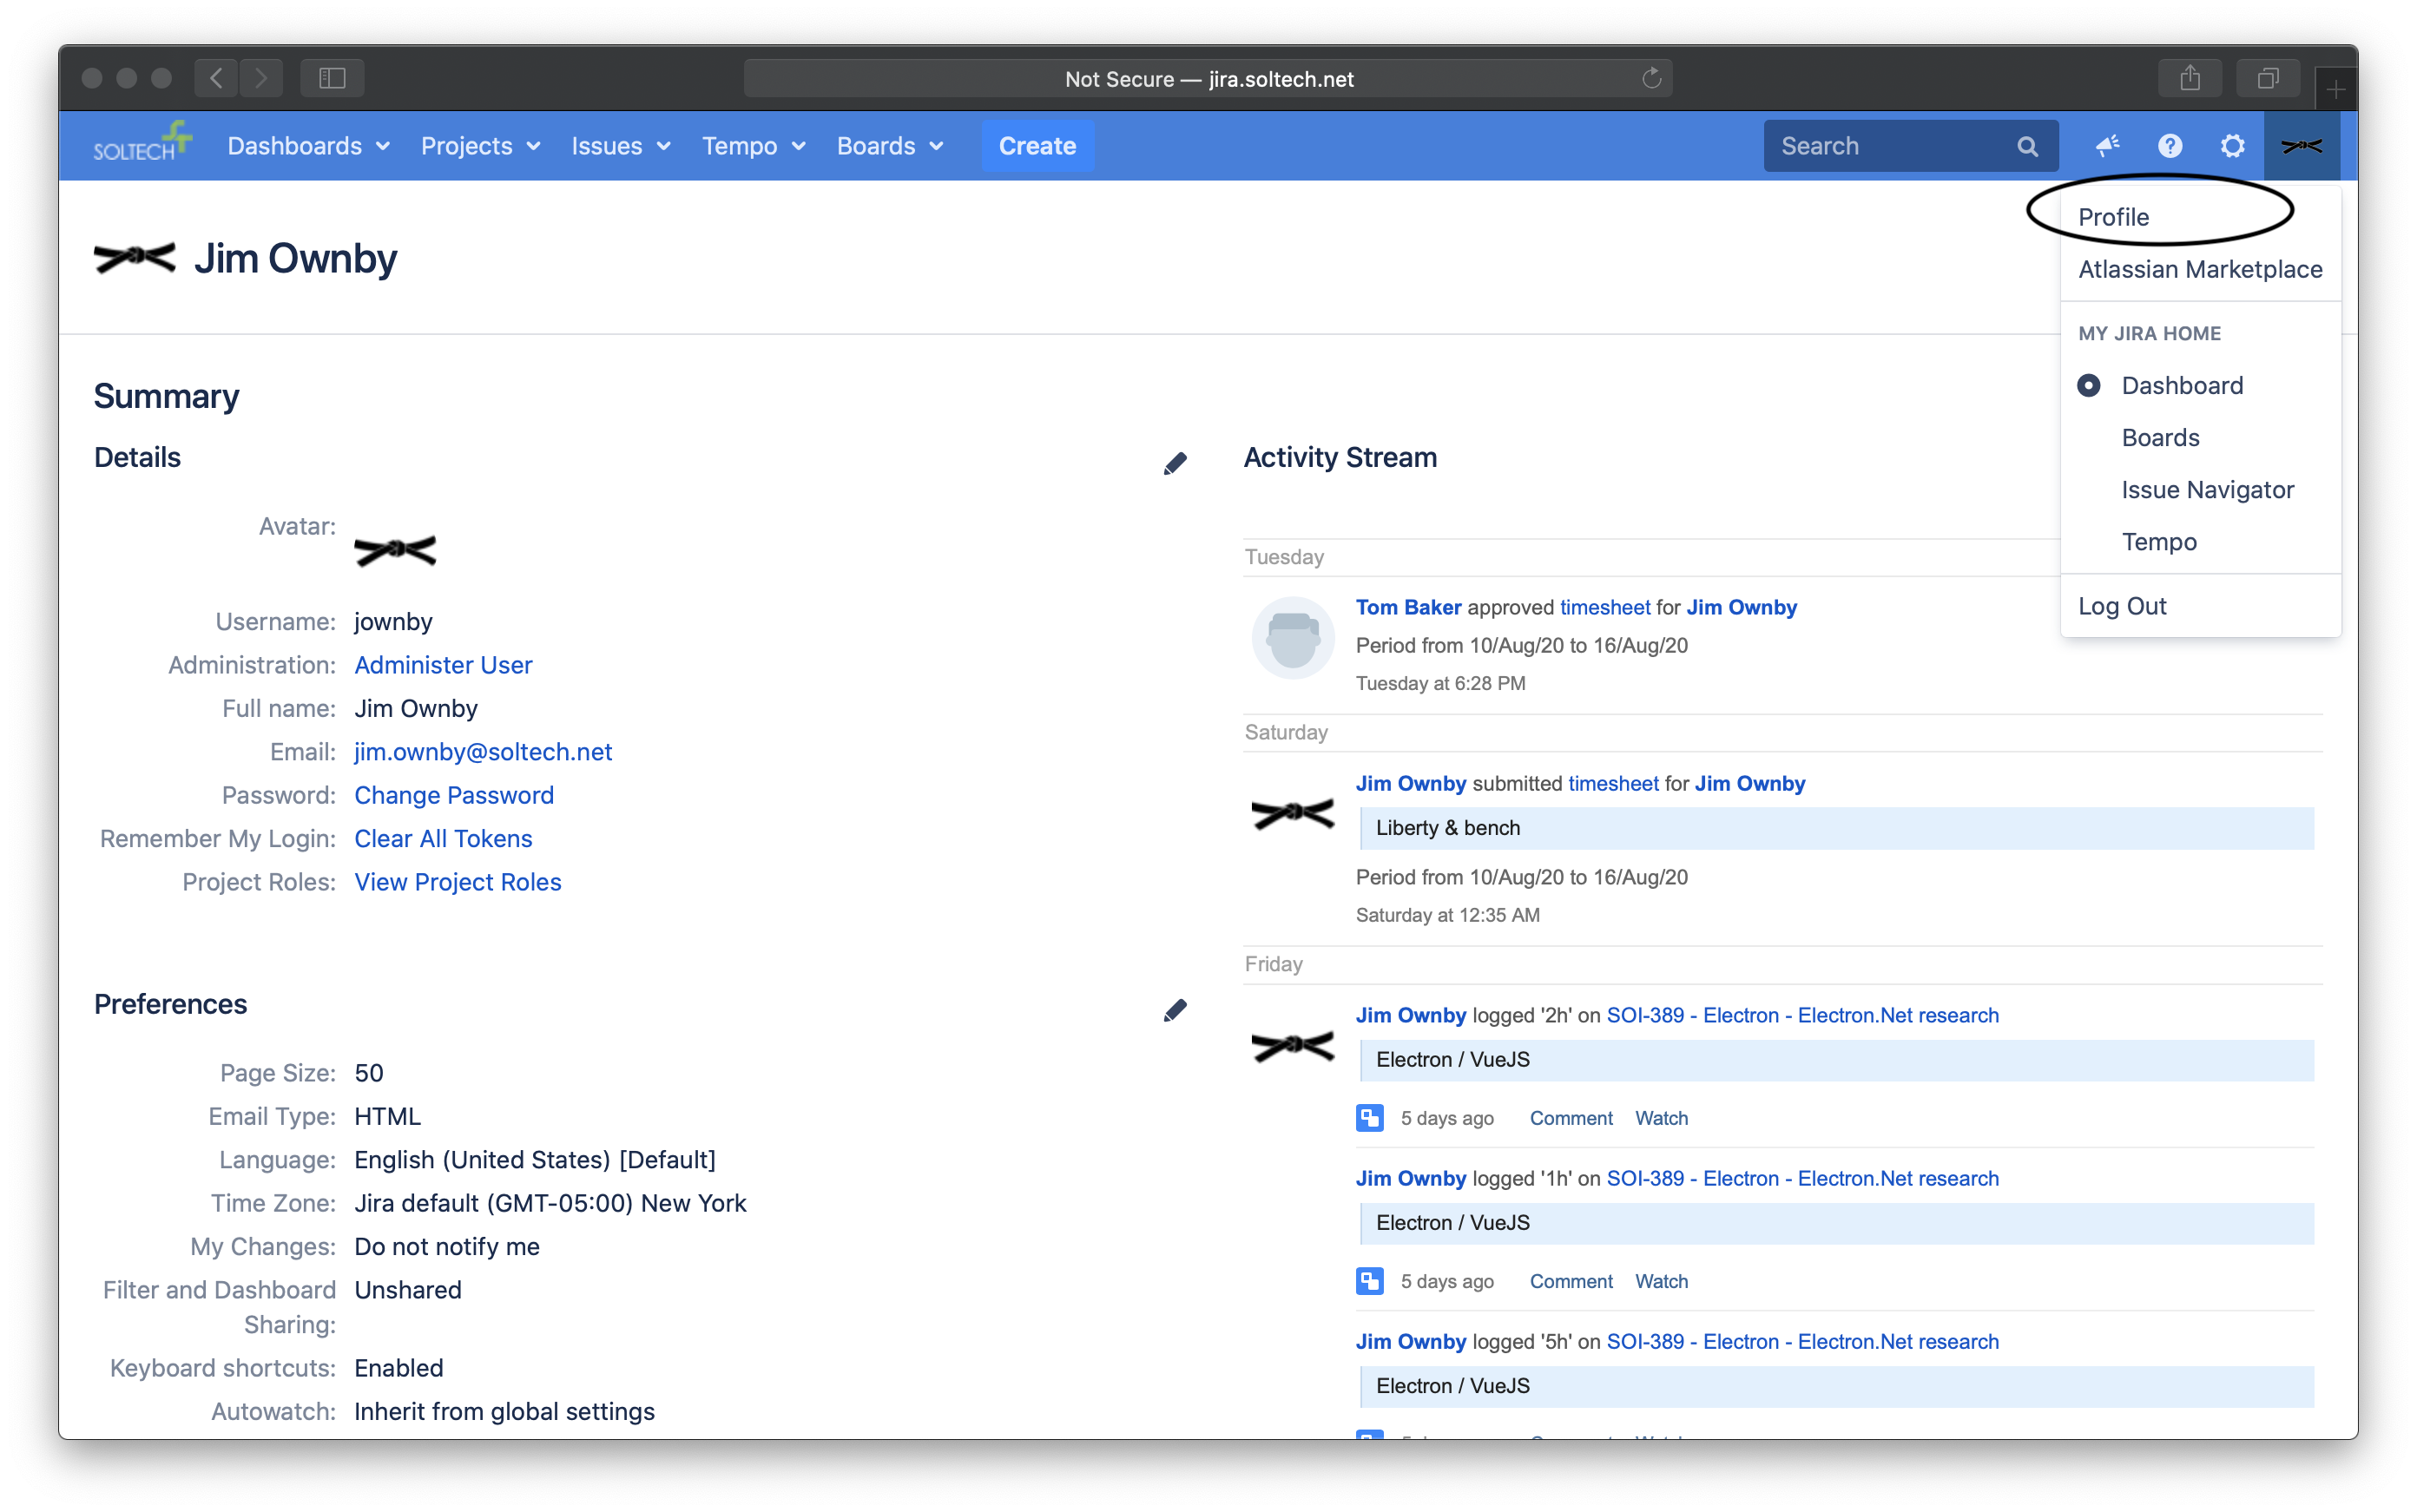 Not Secure — jira.soltech.net
SOLTECH Dashboards Projects Issues Tempo Boards Create Search
Profile
Atlassian Marketplace
MY JIRA HOME
Dashboard
Boards
Issue Navigator
Tempo
Log Out
Jim Ownby
Summary
Details
Avatar:
Username: jownby
Administration: Administer User
Full name: Jim Ownby
Email: jim.ownby@soltech.net
Password: Change Password
Remember My Login: Clear All Tokens
Project Roles: View Project Roles
Preferences
Page Size: 50
Email Type: HTML
Language: English (United States) [Default]
Time Zone: Jira default (GMT-05:00) New York
My Changes: Do not notify me
Filter and Dashboard Unshared
Sharing:
Keyboard shortcuts: Enabled
Autowatch: Inherit from global settings
Activity Stream
Tuesday
Tom Baker approved timesheet for Jim Ownby
Period from 10/Aug/20 to 16/Aug/20
Tuesday at 6:28 PM
Saturday
Jim Ownby submitted timesheet for Jim Ownby
Liberty & bench
Period from 10/Aug/20 to 16/Aug/20
Saturday at 12:35 AM
Friday
Jim Ownby logged '2h' on SOI-389 - Electron - Electron.Net research
Electron / VueJS
5 days ago Comment Watch
Jim Ownby logged '1h' on SOI-389 - Electron - Electron.Net research
Electron / VueJS
5 days ago Comment Watch
Jim Ownby logged '5h' on SOI-389 - Electron - Electron.Net research
Electron / VueJS